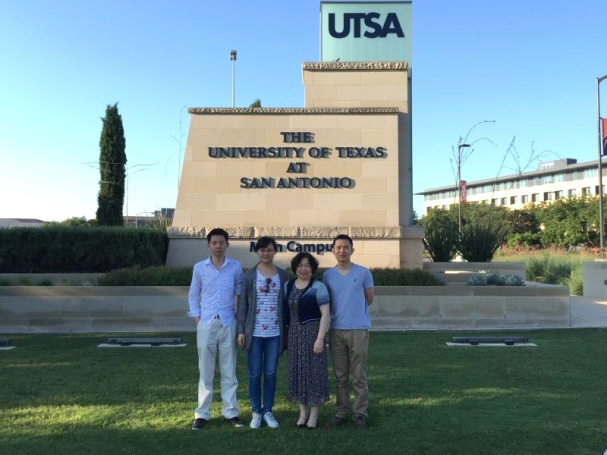 UTSA
THE
UNIVERSITY OF TEXAS
AT
SAN ANTONIO
Campus